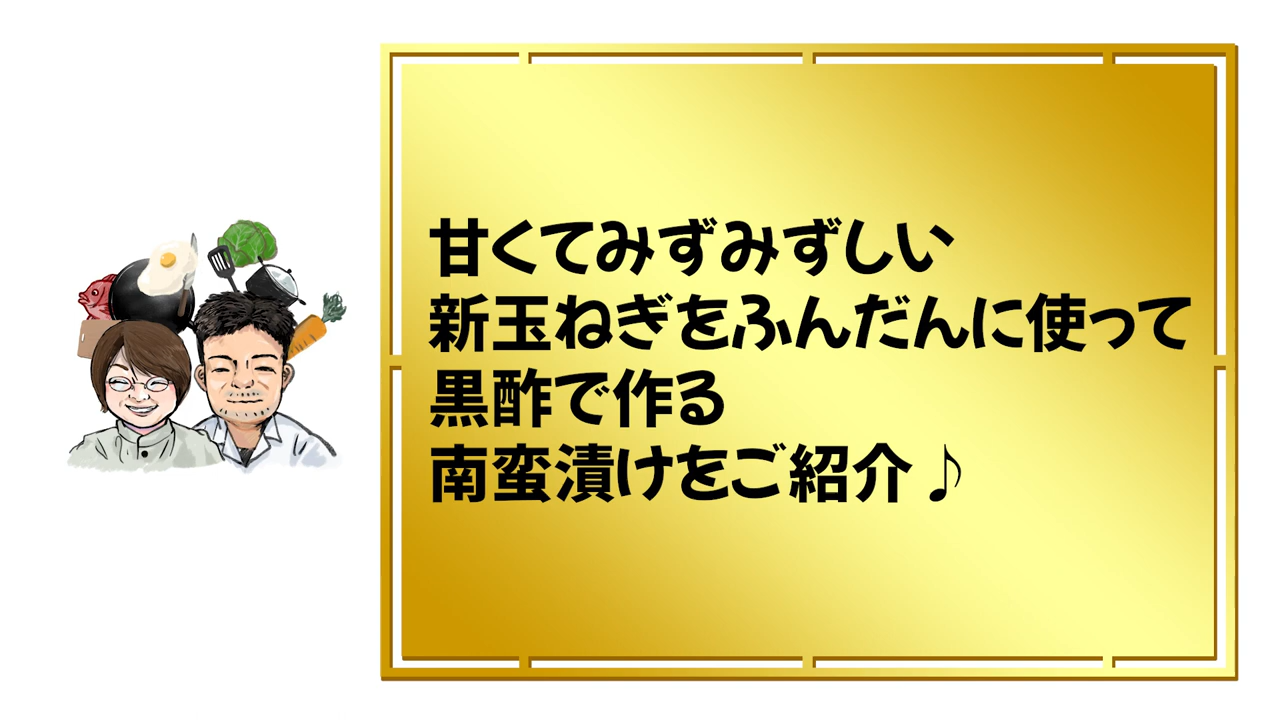 甘くてみずみずしい
新玉ねぎをふんだんに使って
黒酢で作る
南蛮漬けをご紹介♪